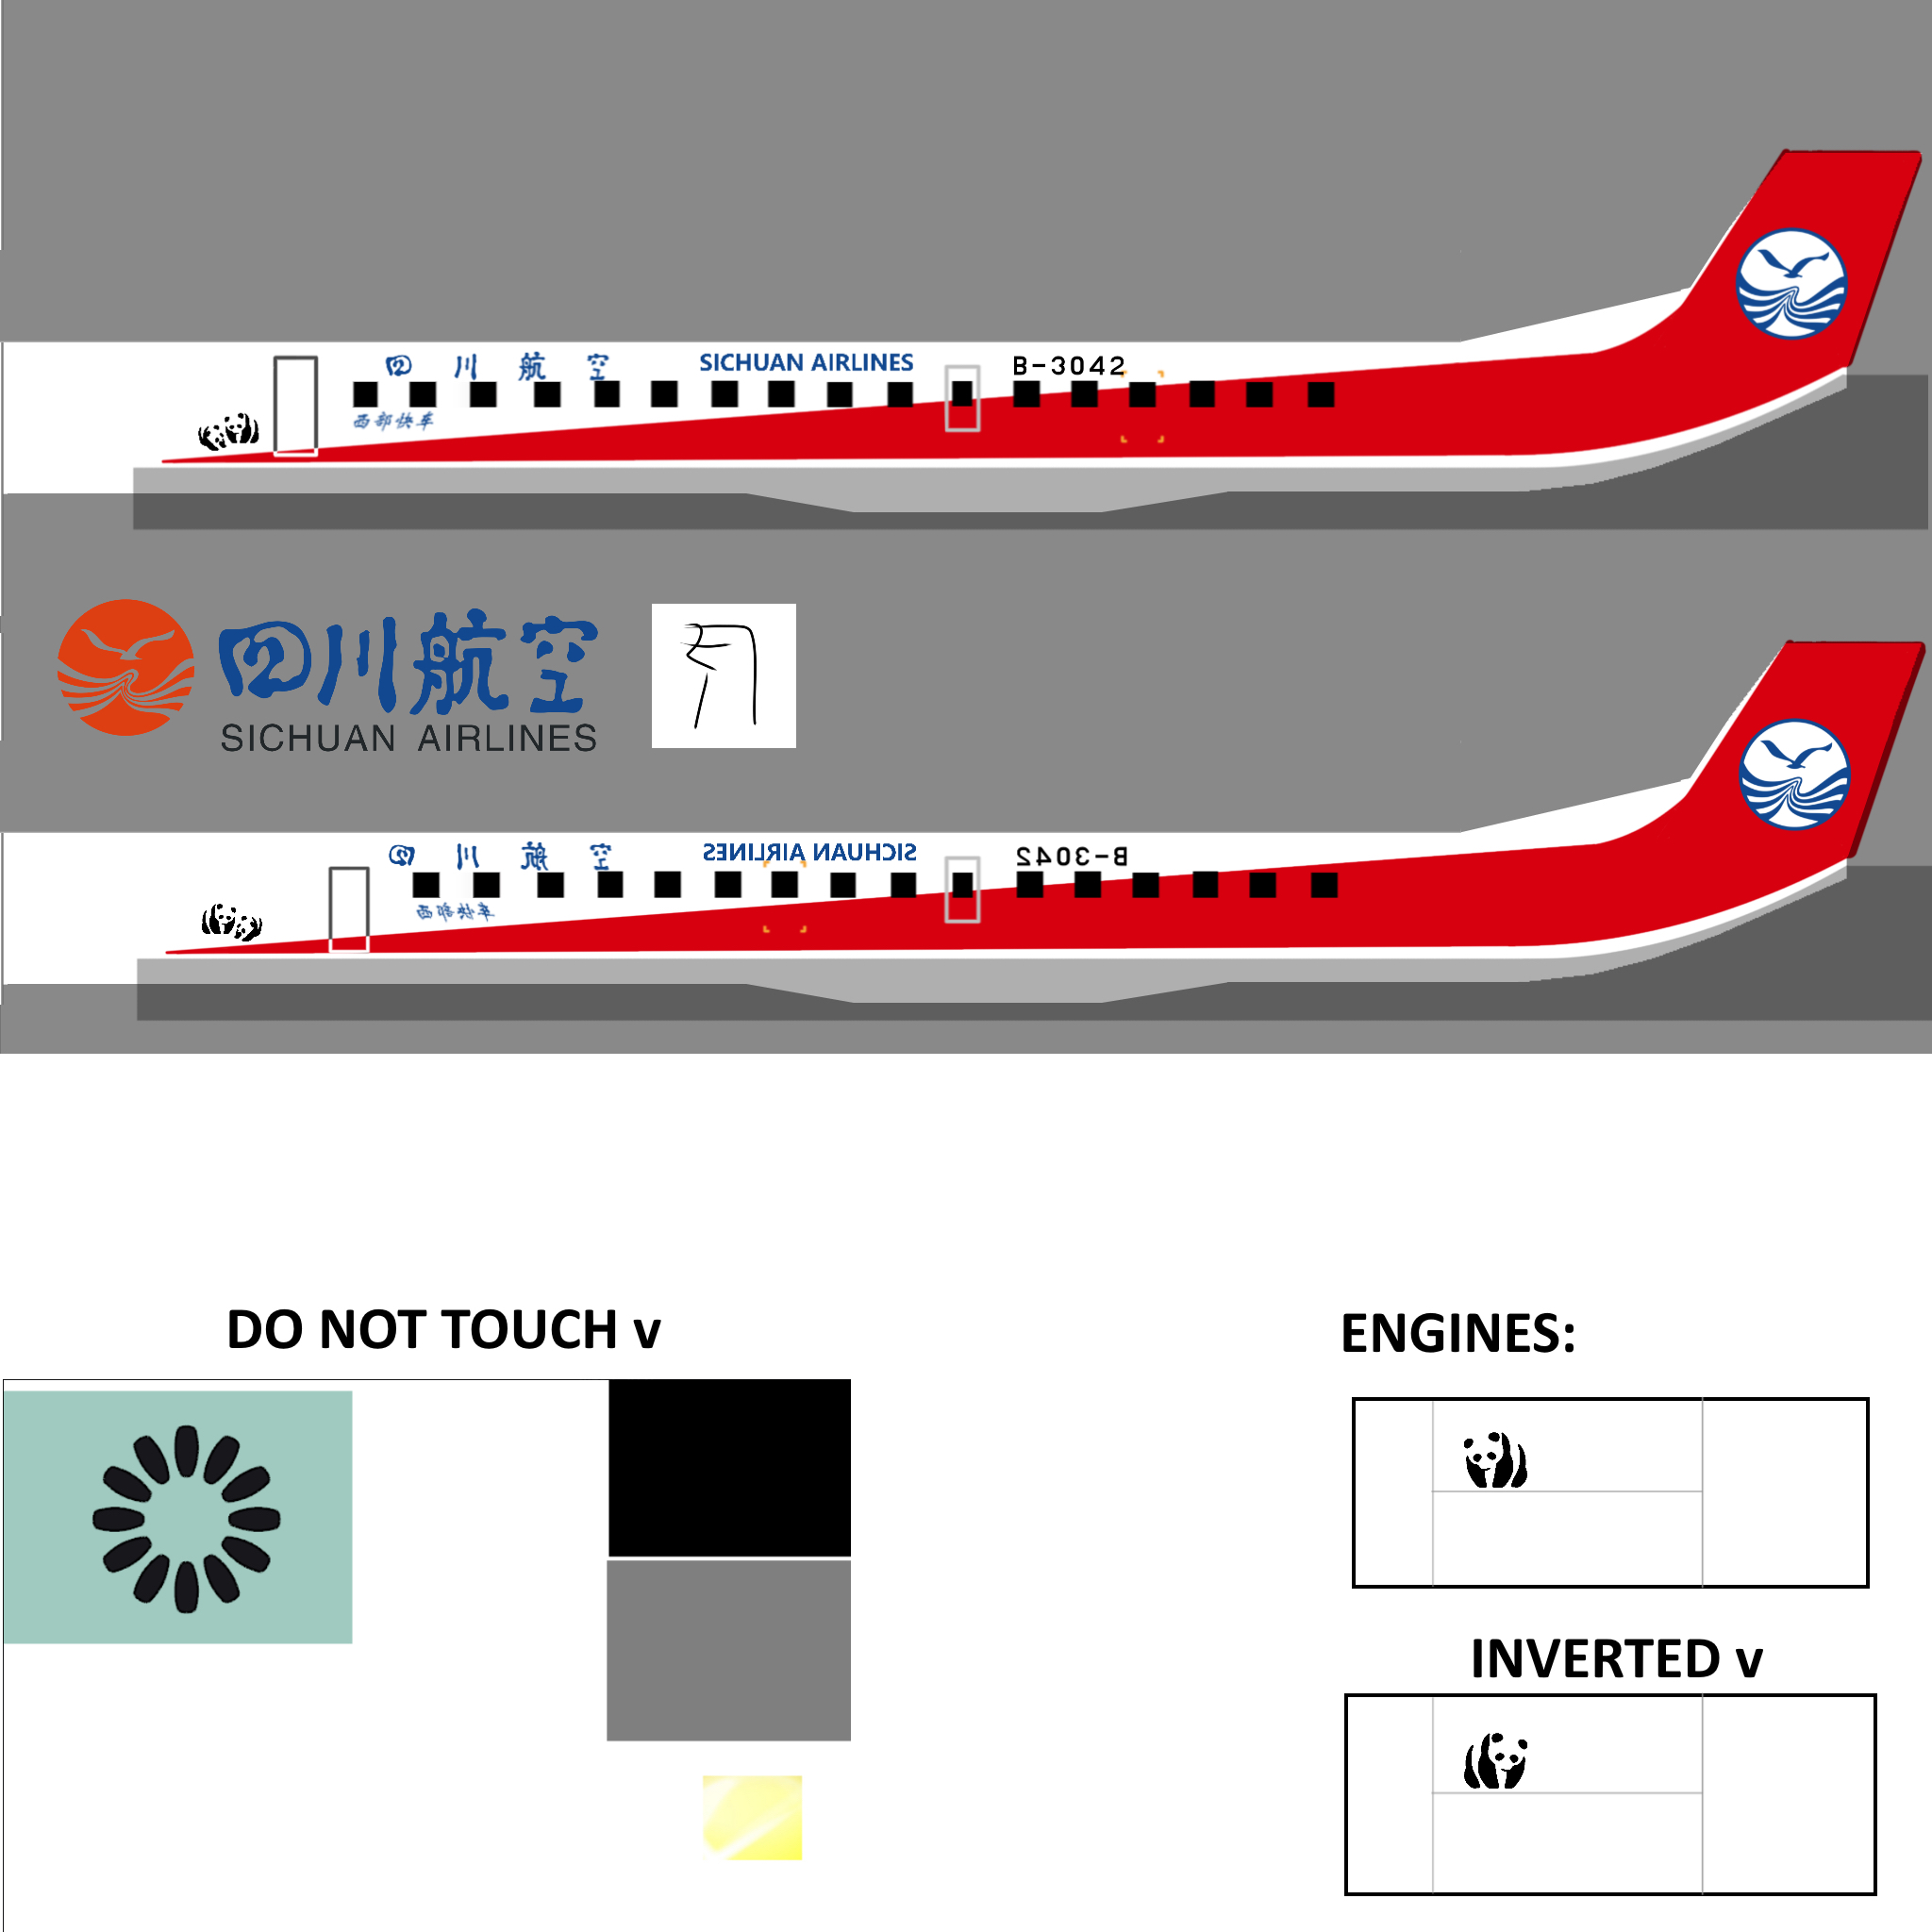 四 川 航 空
SICHUAN AIRLINES
B-3042
西部快车
四川航空
SICHUAN AIRLINES
四 川 航 空
SICHUAN AIRLINES
B-3042
西部快车
DO NOT TOUCH v
ENGINES:
INVERTED v